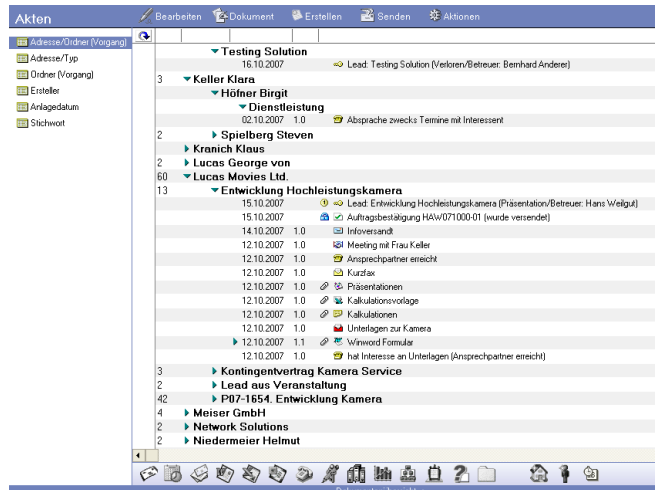 Akten
Bearbeiten Dokument Erstellen Senden Aktionen
Adresse/Ordner (Vorgang)
Adresse/Typ
Ordner (Vorgang)
Ersteller
Anlagedatum
Stichwort
Testing Solution
16.10.2007 Lead: Testing Solution (Verloren/Betreuer: Bernhard Anderer)
3 Keller Klara
Höfner Birgit
Dienstleistung
02.10.2007 1.0 Absprache zwecks Termine mit Interessent
2 Spielberg Steven
Kranich Klaus
2 Lucas George von
60 Lucas Movies Ltd.
13 Entwicklung Hochleistungskamera
15.10.2007 Lead: Entwicklung Hochleistungskamera (Präsentation/Betreuer: Hans Weilgut)
15.10.2007 Auftragsbestätigung HAW071000-01 (wurde versendet)
14.10.2007 1.0 Infoversandt
12.10.2007 1.0 Meeting mit Frau Keller
12.10.2007 1.0 Ansprechpartner erreicht
12.10.2007 1.0 Kurzfax
12.10.2007 1.0 Präsentationen
12.10.2007 1.0 Kalkulationsvorlage
12.10.2007 1.0 Kalkulationen
12.10.2007 1.0 Unterlagen zur Kamera
12.10.2007 1.1 Winword Formular
12.10.2007 1.0 hat Interesse an Unterlagen (Ansprechpartner erreicht)
3 Kontingentvertrag Kamera Service
2 Lead aus Veranstaltung
42 P07-1654. Entwicklung Kamera
4 Meiser GmbH
2 Network Solutions
2 Niedermeier Helmut